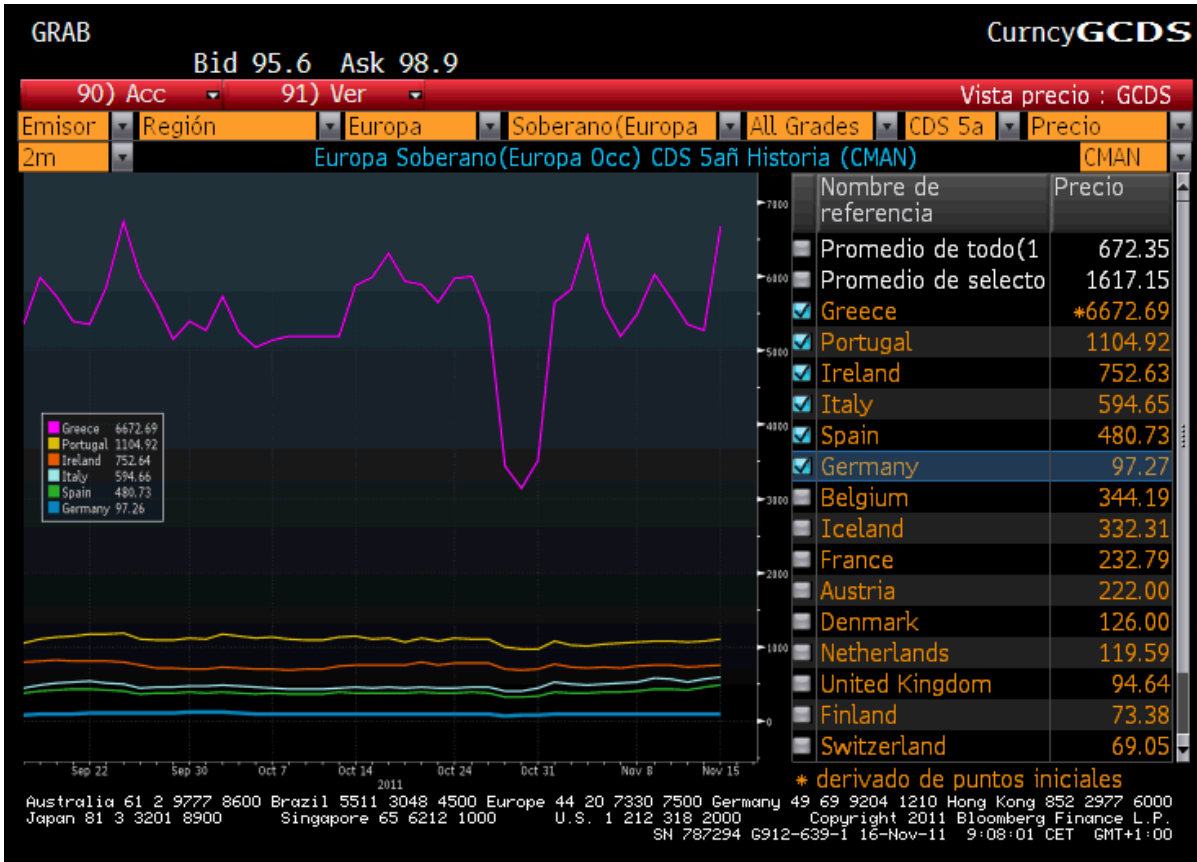 GRAB
CurncyGCDS
Bid 95.6 Ask 98.9
90) Acc 91) Ver Vista precio : GCDS
Emisor Región Europa Soberano(Europa All Grades CDS 5a Precio
2m Europa Soberano(Europa Occ) CDS 5añ Historia (CMAN) CMAN
Nombre de referencia Precio
Promedio de todo(1 672.35
Promedio de selecto 1617.15
Greece *6672.69
Portugal 1104.92
Ireland 752.63
Italy 594.65
Spain 480.73
Germany 97.27
Belgium 344.19
Iceland 332.31
France 232.79
Austria 222.00
Denmark 126.00
Netherlands 119.59
United Kingdom 94.64
Finland 73.38
Switzerland 69.05
* derivado de puntos iniciales
7000
6000
5000
4000
3000
2000
1000
0
Greece 6672.69
Portugal 1104.92
Ireland 752.64
Italy 594.66
Spain 480.73
Germany 97.26
Sep 22 Sep 30 Oct 7 Oct 14 Oct 24 Oct 31 Nov 8 Nov 15
2011
Australia 61 2 9777 8600 Brazil 5511 3048 4500 Europe 44 20 7330 7500 Germany 49 69 9204 1210 Hong Kong 852 2977 6000
Japan 81 3 3201 8900 Singapore 65 6212 1000 U.S. 1 212 318 2000 Copyright 2011 Bloomberg Finance L.P.
SN 787294 G912-639-1 16-Nov-11 9:08:01 CET GMT+1:00